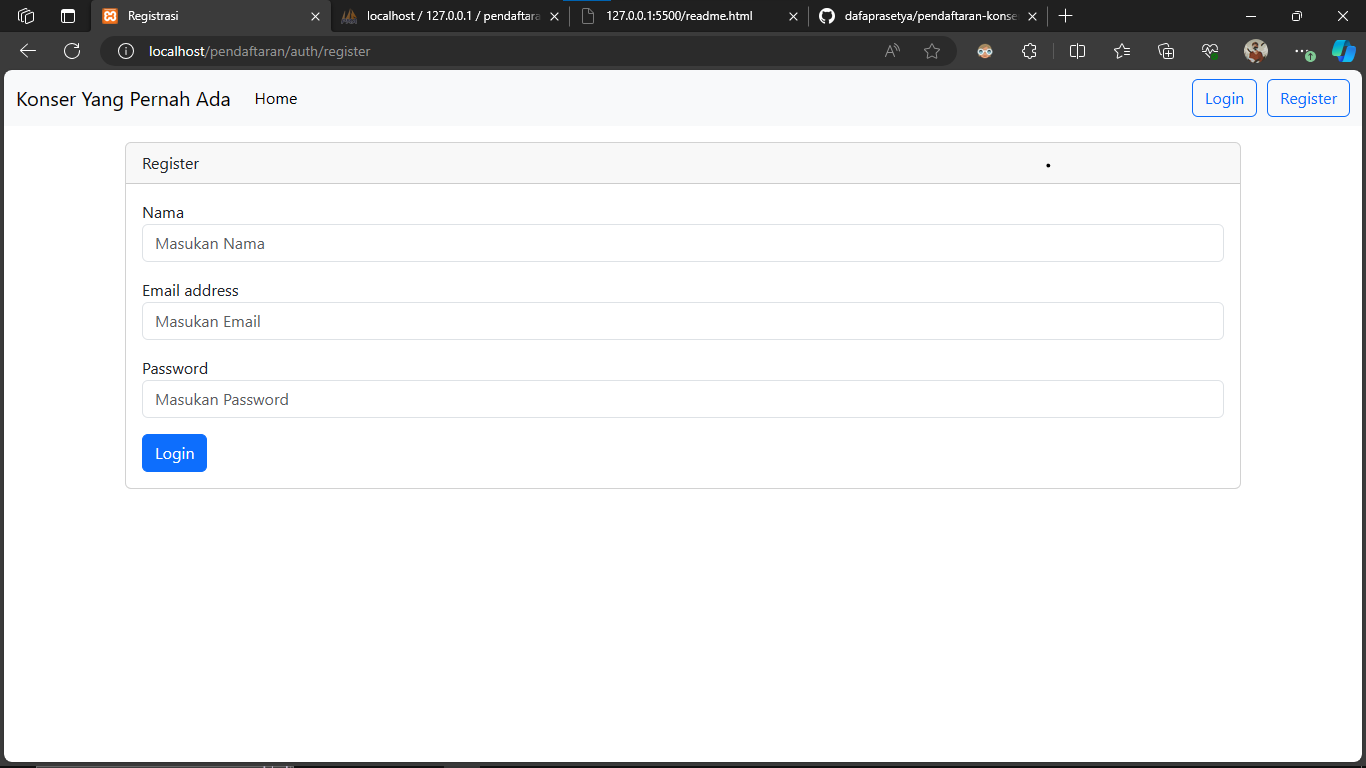 Registrasi
localhost / 127.0.0.1 / pendaftara
127.0.0.1:5500/readme.html
dafaprasetya/pendaftaran-konse
localhost/pendaftaran/auth/register
Konser Yang Pernah Ada
Home
Login
Register
Register
Nama
Masukan Nama
Email address
Masukan Email
Password
Masukan Password
Login